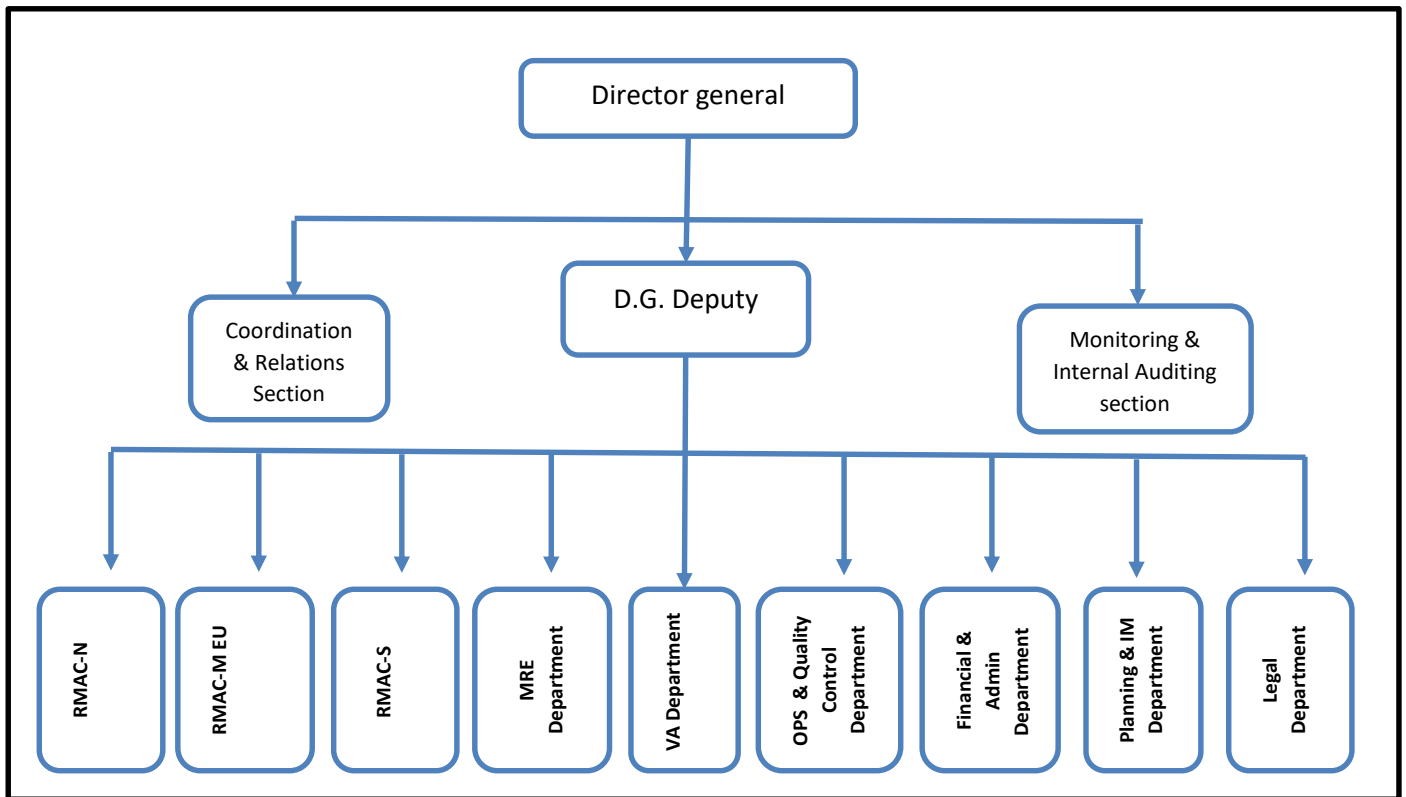 Director general
D.G. Deputy
Coordination
& Relations
Section
Monitoring &
Internal Auditing
section
RMAC-N
RMAC-M EU
RMAC-S
MRE
Department
VA Department
OPS & Quality
Control
Department
Financial &
Admin
Department
Planning & IM
Department
Legal
Department